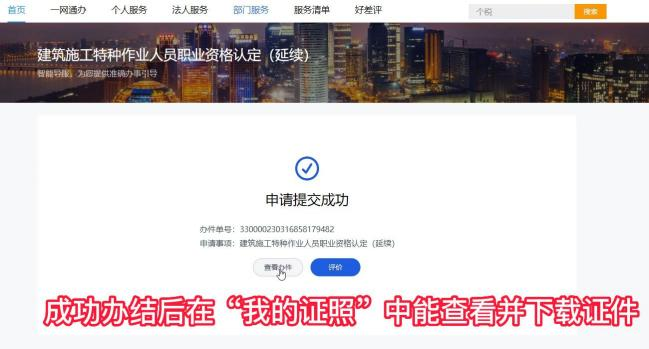 首页 一网通办 个人服务 法人服务 部门服务 服务清单 好差评 个税 搜索
建筑施工特种作业人员职业资格认定（延续）
智能导服，为您提供准确办事引导
申请提交成功
办件单号：330000230316858179482
申请事项：建筑施工特种作业人员职业资格认定（延续）
查看办件 评价
成功办结后在“我的证照”中能查看并下载证件